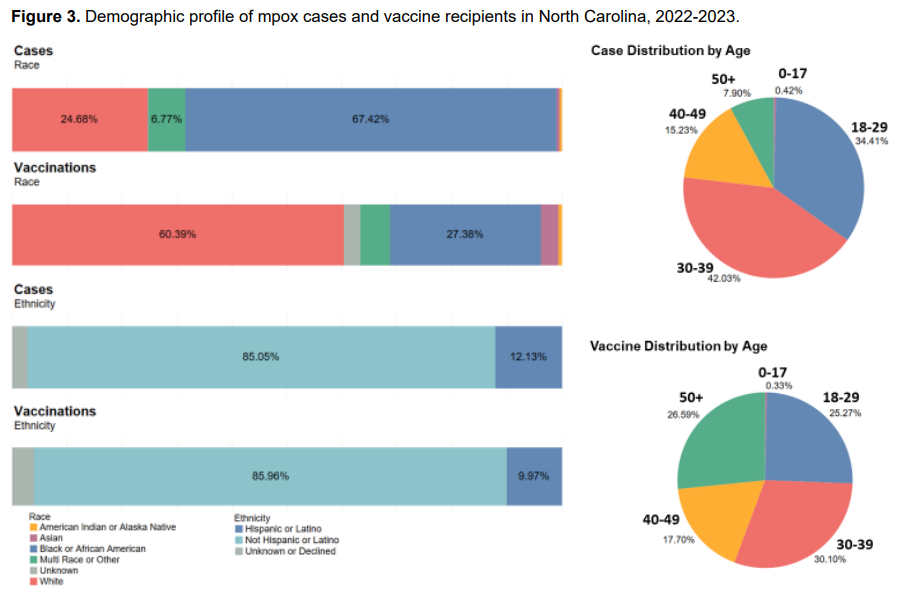 Figure 3. Demographic profile of mpox cases and vaccine recipients in North Carolina, 2022-2023.
Cases
Race
24.68%
6.77%
67.42%
Vaccinations
Race
60.39%
27.38%
Cases
Ethnicity
85.05%
12.13%
Vaccinations
Ethnicity
85.96%
9.97%
Race
American Indian or Alaska Native
Asian
Black or African American
Multi Race or Other
Unknown
White
Ethnicity
Hispanic or Latino
Not Hispanic or Latino
Unknown or Declined
Case Distribution by Age
0-17
0.42%
18-29
34.41%
30-39
42.03%
40-49
15.23%
50+
7.90%
Vaccine Distribution by Age
0-17
0.33%
18-29
25.27%
30-39
30.10%
40-49
17.70%
50+
26.59%